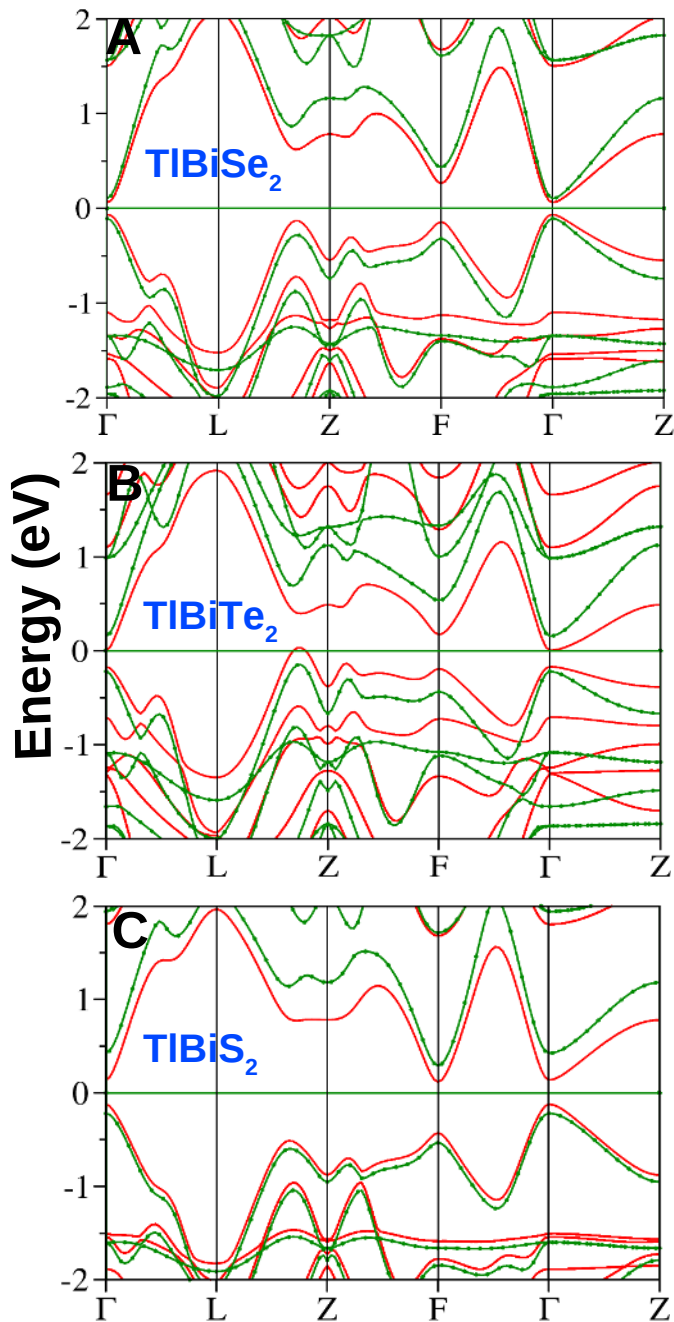 A
TlBiSe2
2
1
0
-1
-2
Γ L Z F Γ Z
B
TlBiTe2
2
1
0
-1
-2
Γ L Z F Γ Z
Energy (eV)
C
TlBiS2
2
1
0
-1
-2
Γ L Z F Γ Z